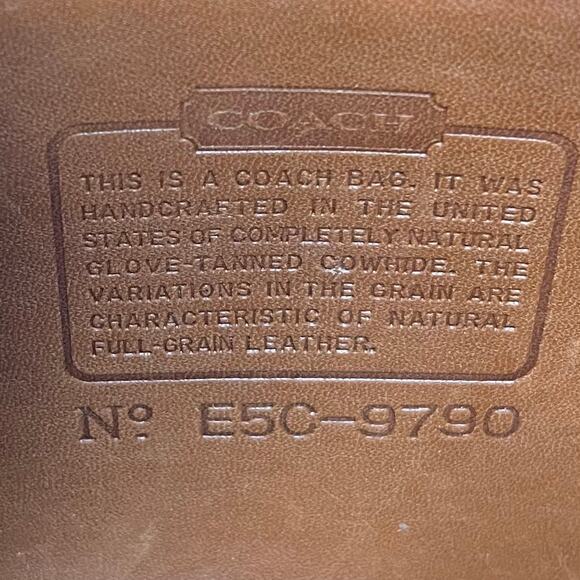 COACH
THIS IS A COACH BAG. IT WAS
HANDCRAFTED IN THE UNITED
STATES OF COMPLETELY NATURAL
GLOVE-TANNED COWHIDE. THE
VARIATIONS IN THE GRAIN ARE
CHARACTERISTIC OF NATURAL
FULL-GRAIN LEATHER.
Nº E5C-9790